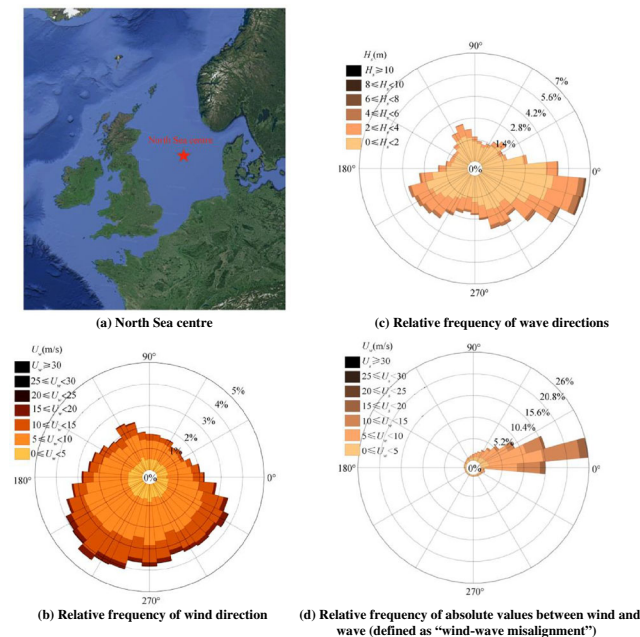 North Sea centre
(a) North Sea centre
Hs(m)
Hs≥10
8≤Hs<10
6≤Hs<8
4≤Hs<6
2≤Hs<4
0≤Hs<2
90°
7%
5.6%
4.2%
2.8%
1.4%
180°
0%
0°
270°
(c) Relative frequency of wave directions
Uw(m/s)
Uw≥30
25≤Uw<30
20≤Uw<25
15≤Uw<20
10≤Uw<15
5≤Uw<10
0≤Uw<5
90°
5%
4%
3%
2%
1%
180°
0%
0°
270°
(b) Relative frequency of wind direction
Uw(m/s)
Uw≥30
25≤Uw<30
20≤Uw<25
15≤Uw<20
10≤Uw<15
5≤Uw<10
0≤Uw<5
90°
26%
20.8%
15.6%
10.4%
5.2%
180°
0%
0°
270°
(d) Relative frequency of absolute values between wind and
wave (defined as “wind-wave misalignment”)